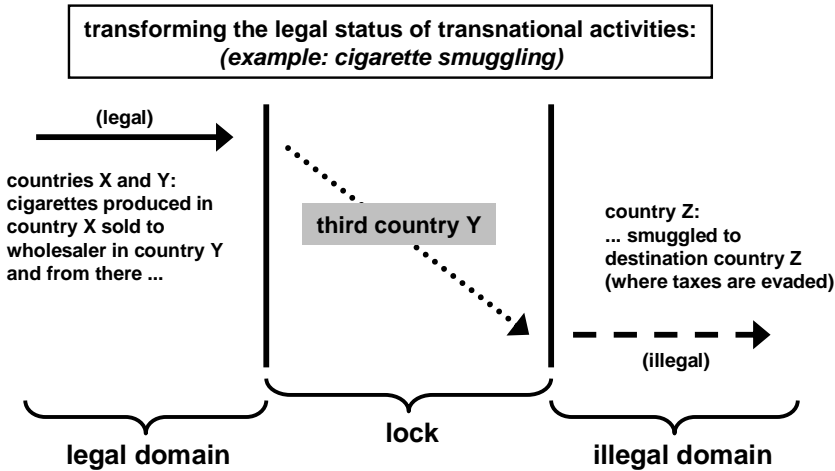 transforming the legal status of transnational activities:
(example: cigarette smuggling)
(legal)
countries X and Y:
cigarettes produced in
country X sold to
wholesaler in country Y
and from there ...
third country Y
country Z:
... smuggled to
destination country Z
(where taxes are evaded)
(illegal)
legal domain
lock
illegal domain